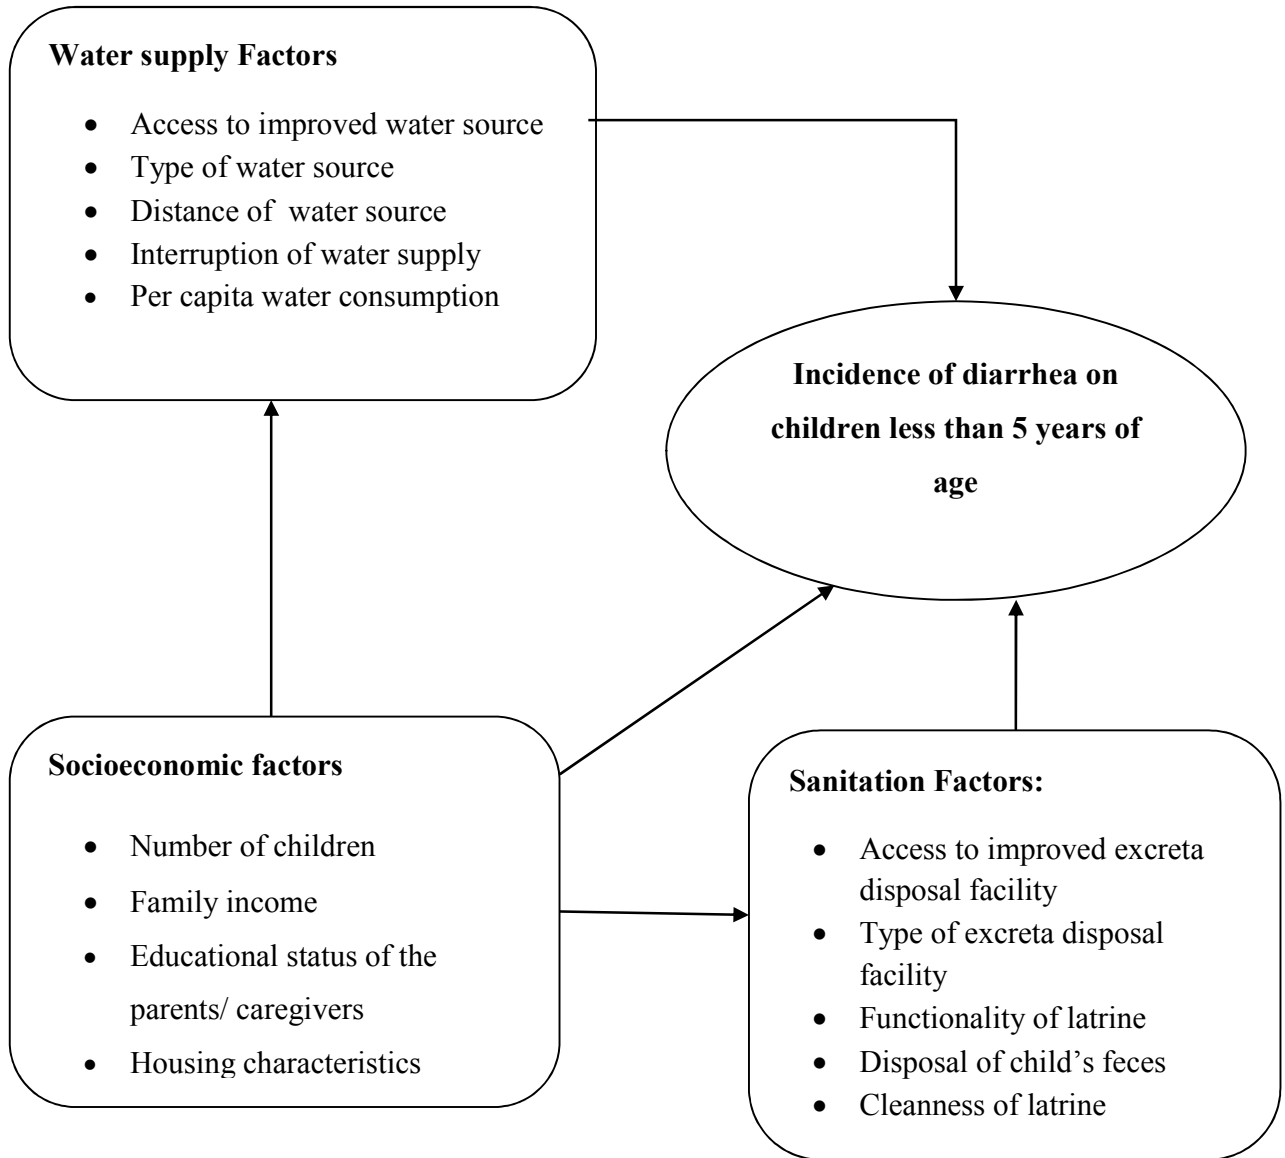 Water supply Factors
• Access to improved water source
• Type of water source
• Distance of water source
• Interruption of water supply
• Per capita water consumption
Incidence of diarrhea on
children less than 5 years of
age
Socioeconomic factors
• Number of children
• Family income
• Educational status of the
parents/ caregivers
• Housing characteristics
Sanitation Factors:
• Access to improved excreta
disposal facility
• Type of excreta disposal
facility
• Functionality of latrine
• Disposal of child’s feces
• Cleanness of latrine